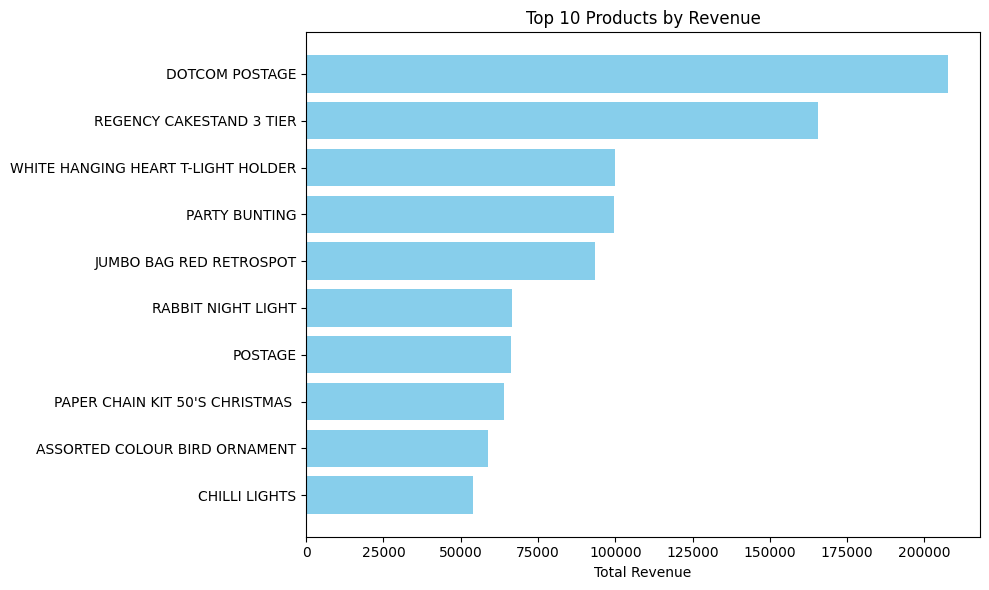 Top 10 Products by Revenue
DOTCOM POSTAGE
REGENCY CAKESTAND 3 TIER
WHITE HANGING HEART T-LIGHT HOLDER
PARTY BUNTING
JUMBO BAG RED RETROSPOT
RABBIT NIGHT LIGHT
POSTAGE
PAPER CHAIN KIT 50'S CHRISTMAS
ASSORTED COLOUR BIRD ORNAMENT
CHILLI LIGHTS
0 25000 50000 75000 100000 125000 150000 175000 200000
Total Revenue